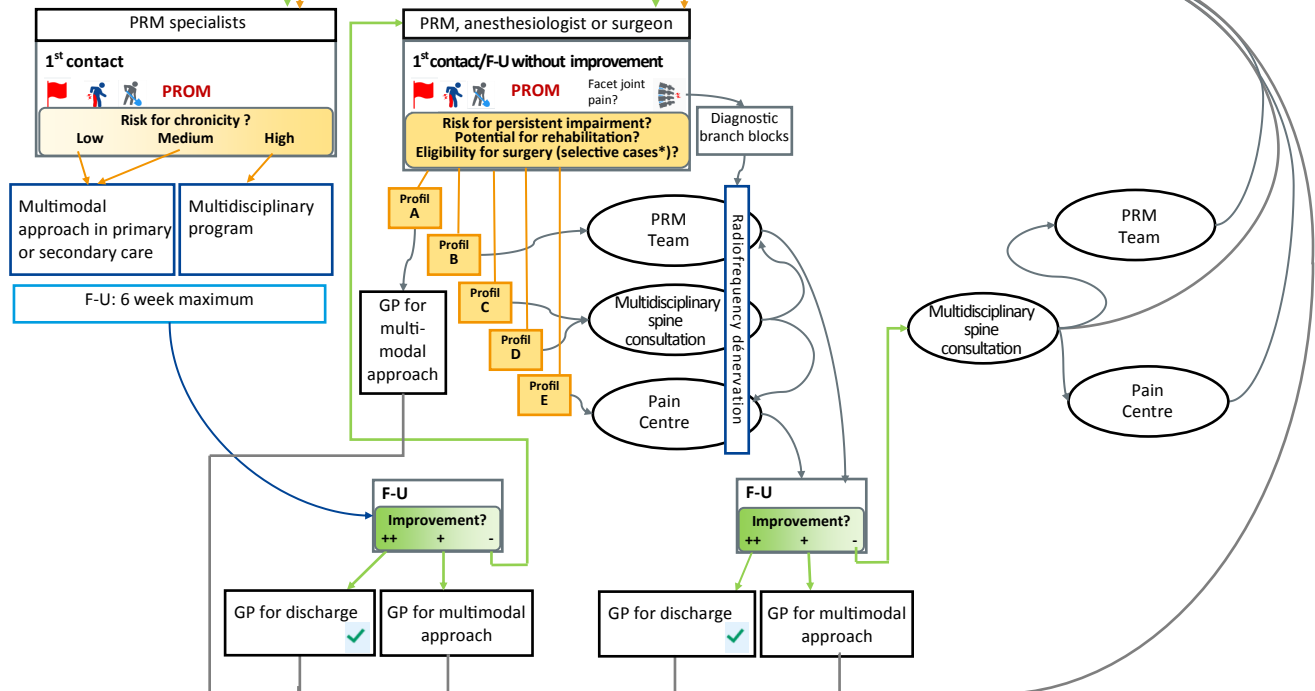 PRM specialists
1st contact
PROM
Risk for chronicity ?
Low Medium High
Multimodal
approach in primary
or secondary care
Multidisciplinary
program
F-U: 6 week maximum
PRM, anesthesiologist or surgeon
1st contact/F-U without improvement
PROM
Facet joint
pain?
Risk for persistent impairment?
Potential for rehabilitation?
Eligibility for surgery (selective cases*)?
Diagnostic
branch blocks
Profil
A
Profil
B
Profil
C
Profil
D
Profil
E
GP for
multi-
modal
approach
PRM
Team
Multidisciplinary
spine
consultation
Pain
Centre
Radiofrequency dénervation
Multidisciplinary
spine
consultation
PRM
Team
Pain
Centre
F-U
Improvement?
++ + -
GP for discharge
GP for multimodal
approach
F-U
Improvement?
++ + -
GP for discharge
GP for multimodal
approach